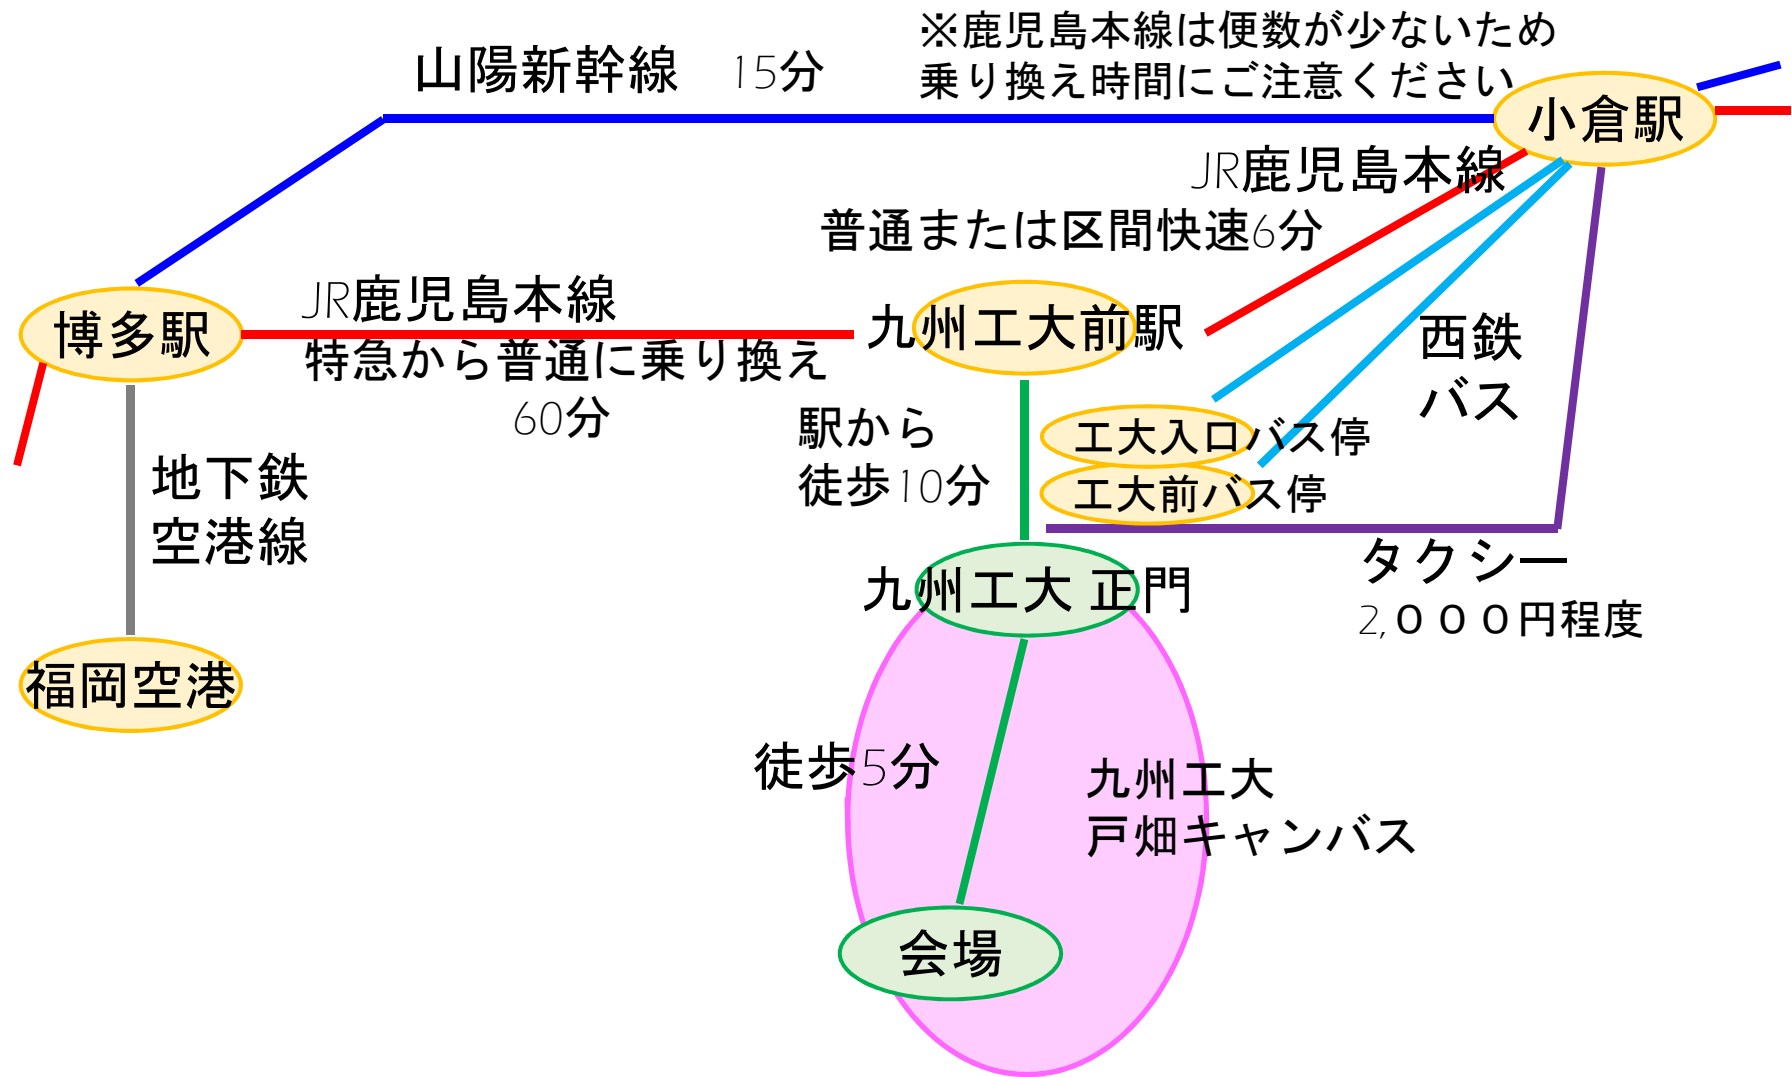 ※鹿児島本線は便数が少ないため
乗り換え時間にご注意ください
山陽新幹線　15分
小倉駅
JR鹿児島本線
普通または区間快速6分
博多駅
JR鹿児島本線
特急から普通に乗り換え
60分
九州工大前駅
西鉄
バス
駅から
徒歩10分
工大入口バス停
工大前バス停
地下鉄
空港線
タクシー
2,０００円程度
九州工大 正門
福岡空港
徒歩5分
九州工大
戸畑キャンバス
会場